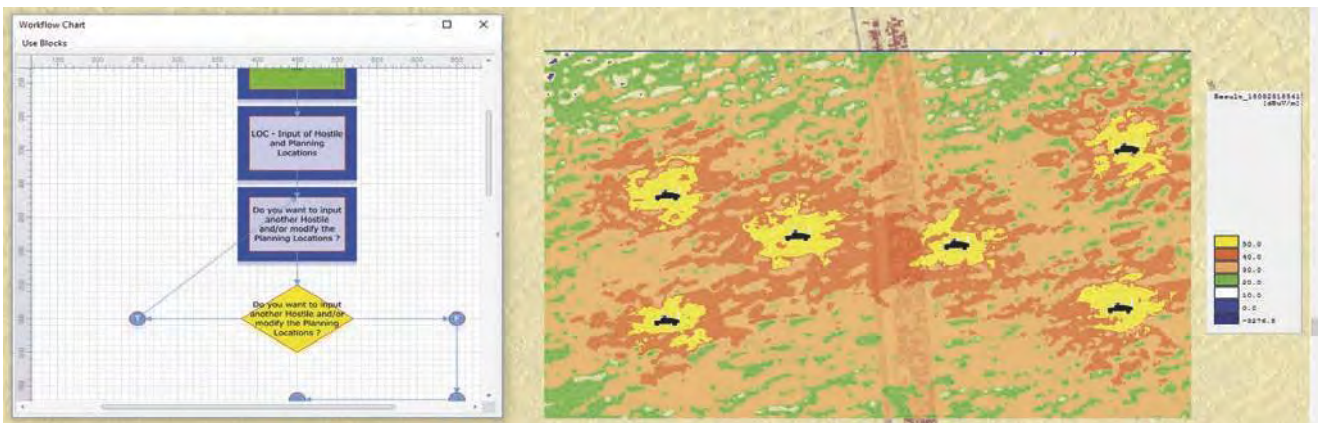 Workflow Chart
Use Blocks
LOC - Input of Hostile
and Planning
Locations
Do you want to input
another Hostile
and/or modify the
Planning Locations ?
Do you want to input
another Hostile and/or
modify the Planning
Locations ?
[dBuV/m]
50.0
40.0
30.0
20.0
10.0
0.0